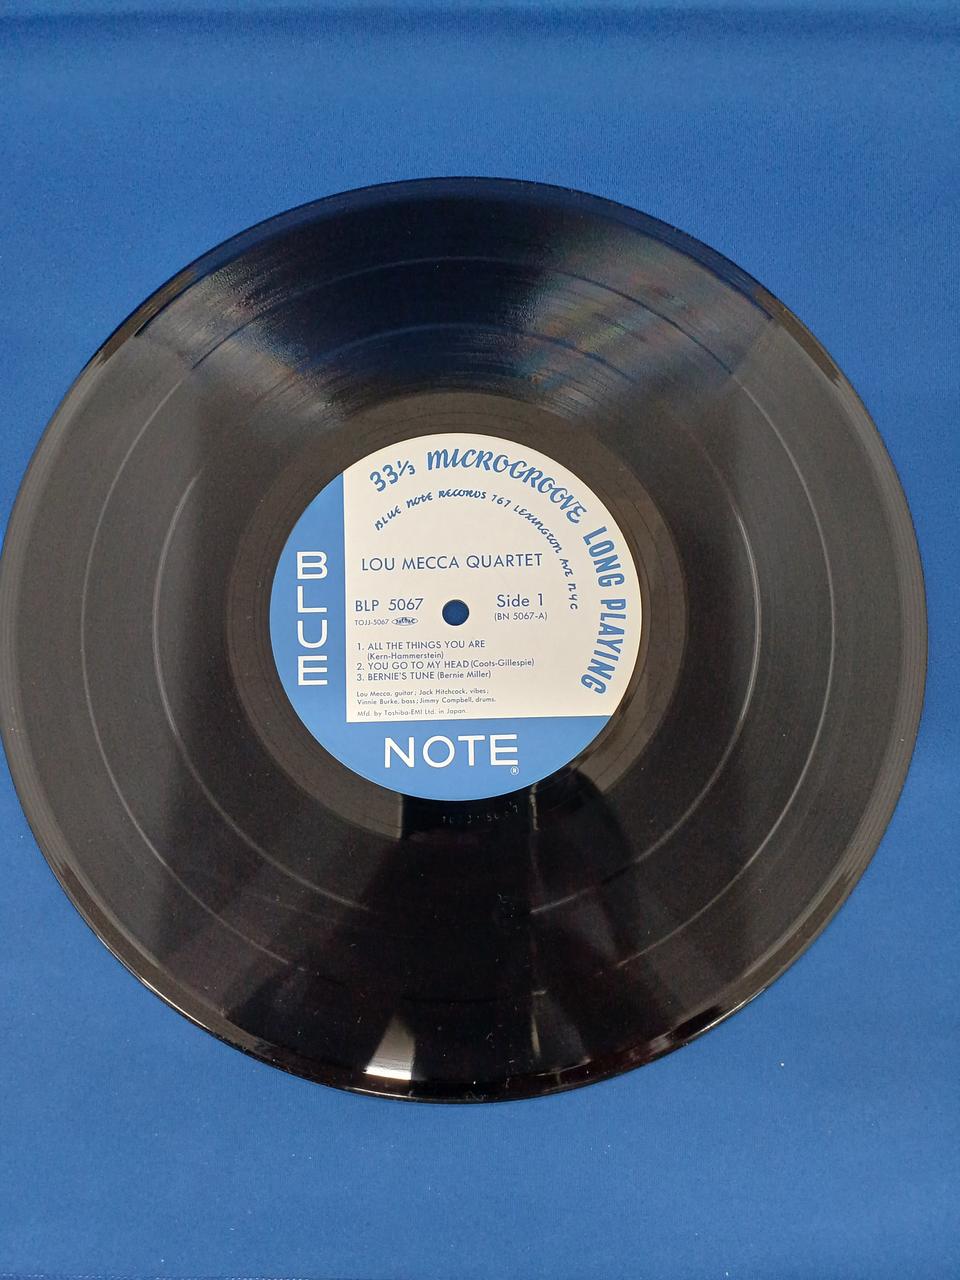 33⅓ MICROGROOVE LONG PLAYING
BLUE NOTE RECORDS 767 LEXINGTON AVE NYC
BLUE
LOU MECCA QUARTET
BLP 5067
Side 1
TOJJ-5067
(BN 5067-A)
1. ALL THE THINGS YOU ARE
(Kern-Hammerstein)
2. YOU GO TO MY HEAD (Coots-Gillespie)
3. BERNIE'S TUNE (Bernie Miller)
Lou Mecca, guitar; Jack Hitchcock, vibes;
Vinnie Burke, bass; Jimmy Campbell, drums.
Mfd. by Toshiba-EMI Ltd. in Japan.
NOTE
®